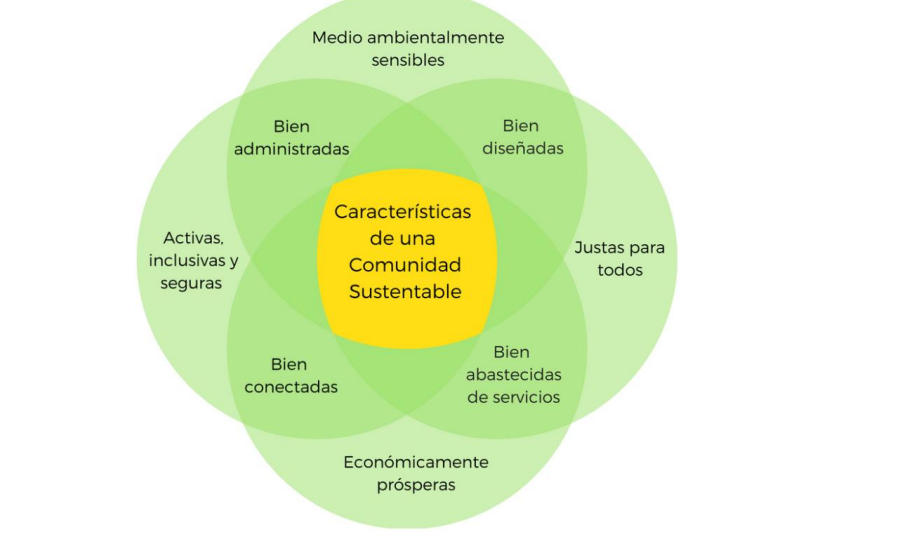 Medio ambientalmente
sensibles
Bien
administradas
Bien
diseñadas
Características
de una
Comunidad
Sustentable
Activas,
inclusivas y
seguras
Justas para
todos
Bien
conectadas
Bien
abastecidas
de servicios
Económicamente
prósperas